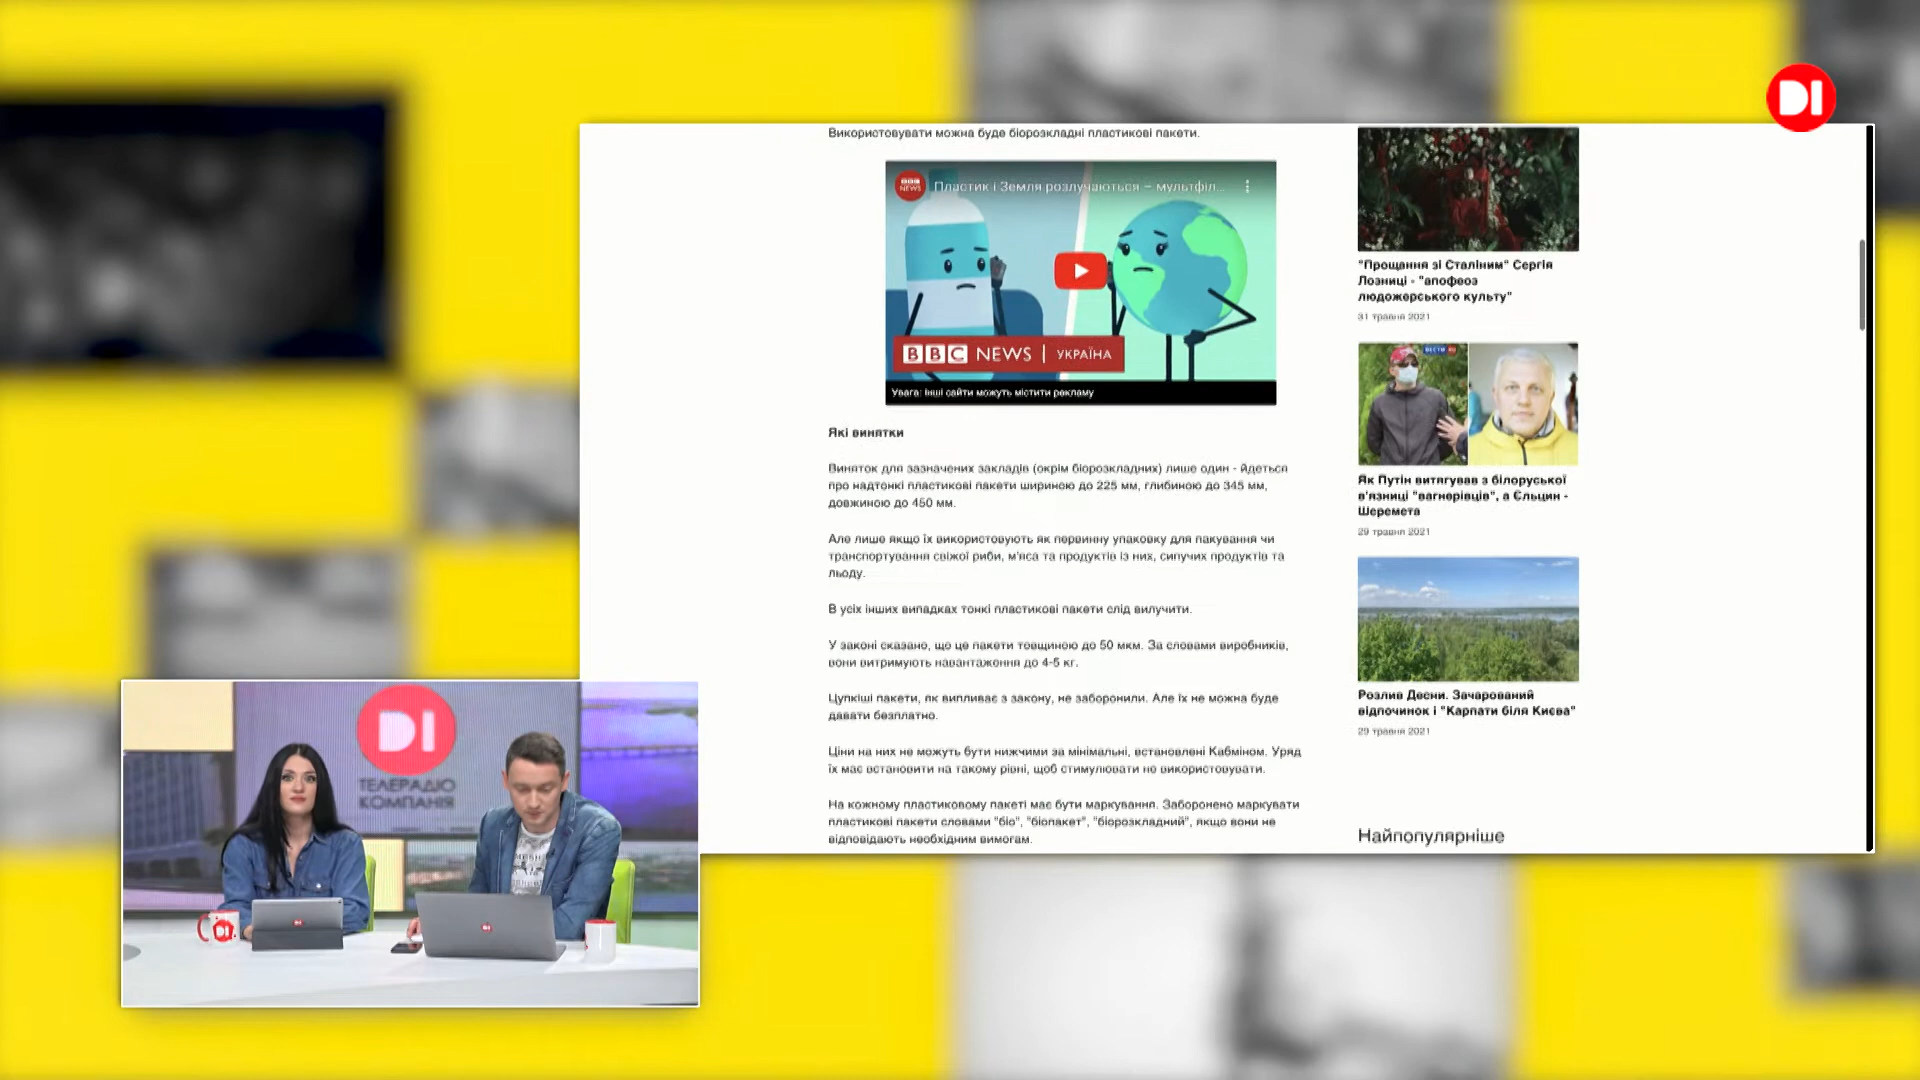 DI
Використовувати можна буде біорозкладні пластикові пакети.
BBC NEWS
Пластик і Земля розлучаються – мультфіл...
BBC NEWS | УКРАЇНА
Увага: Інші сайти можуть містити рекламу
Які винятки
Виняток для зазначених закладів (окрім біорозкладних) лише один - йдеться
про надтонкі пластикові пакети шириною до 225 мм, глибиною до 345 мм,
довжиною до 450 мм.
Але лише якщо їх використовують як первинну упаковку для пакування чи
транспортування свіжої риби, м'яса та продуктів із них, сипучих продуктів та
льоду.
В усіх інших випадках тонкі пластикові пакети слід вилучити.
У законі сказано, що це пакети товщиною до 50 мкм. За словами виробників,
вони витримують навантаження до 4-5 кг.
Цупкіші пакети, як випливає з закону, не заборонили. Але їх не можна буде
давати безплатно.
Ціни на них не можуть бути нижчими за мінімальні, встановлені Кабміном. Уряд
їх має встановити на такому рівні, щоб стимулювати не використовувати.
На кожному пластиковому пакеті має бути маркування. Заборонено маркувати
пластикові пакети словами "біо", "біопакет", "біорозкладний", якщо вони не
відповідають необхідним вимогам.
"Прощання зі Сталіним" Сергія
Лозниці - "апофеоз
людожерського культу"
31 травня 2021
ВЕСТИ
Як Путін витягував з білоруської
в'язниці "вагнерівців", а Єльцин -
Шеремета
29 травня 2021
Розлив Десни. Зачарований
відпочинок і "Карпати біля Києва"
29 травня 2021
Найпопулярніше
DI
ТЕЛЕРАДІО
КОМПАНІЯ
DI